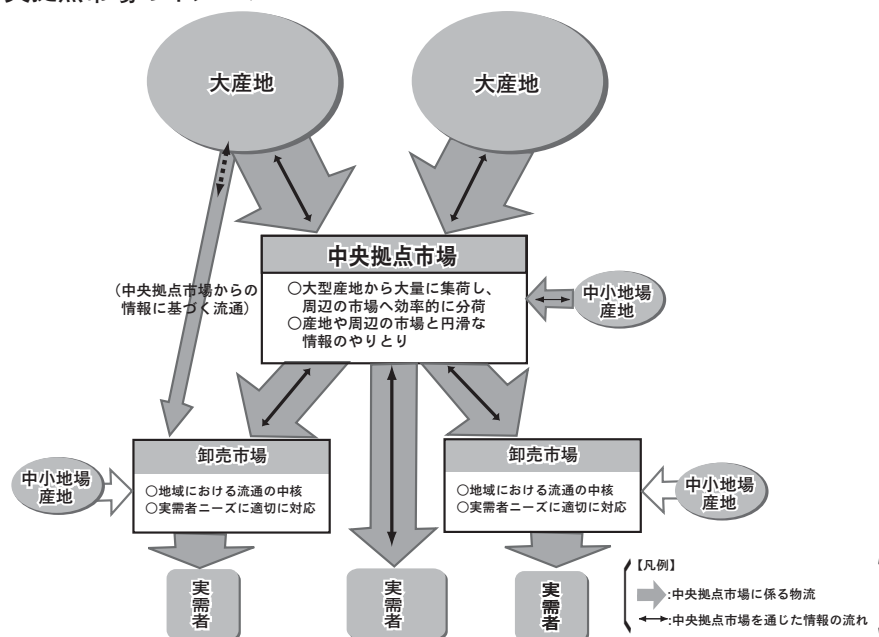 大産地
大産地
中央拠点市場
○大型産地から大量に集荷し、
周辺の市場へ効率的に分荷
○産地や周辺の市場と円滑な
情報のやりとり
(中央拠点市場からの
情報に基づく流通)
中小地場
産地
卸売市場
○地域における流通の中核
○実需者ニーズに適切に対応
卸売市場
○地域における流通の中核
○実需者ニーズに適切に対応
中小地場
産地
中小地場
産地
実需者
実需者
実需者
【凡例】
:中央拠点市場に係る物流
:中央拠点市場を通じた情報の流れ